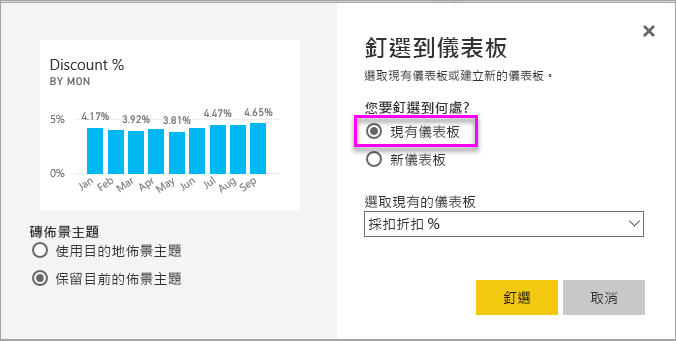 Discount %
BY MON
4.17% 3.92% 3.81% 4.47% 4.65%
5%
0%
Jan Feb Mar Apr May Jun Jul Aug Sep
磚佈景主題
使用目的地佈景主題
保留目前的佈景主題
釘選到儀表板
選取現有儀表板或建立新的儀表板。
您要釘選到何處?
現有儀表板
新儀表板
選取現有的儀表板
採扣折扣 %
釘選
取消